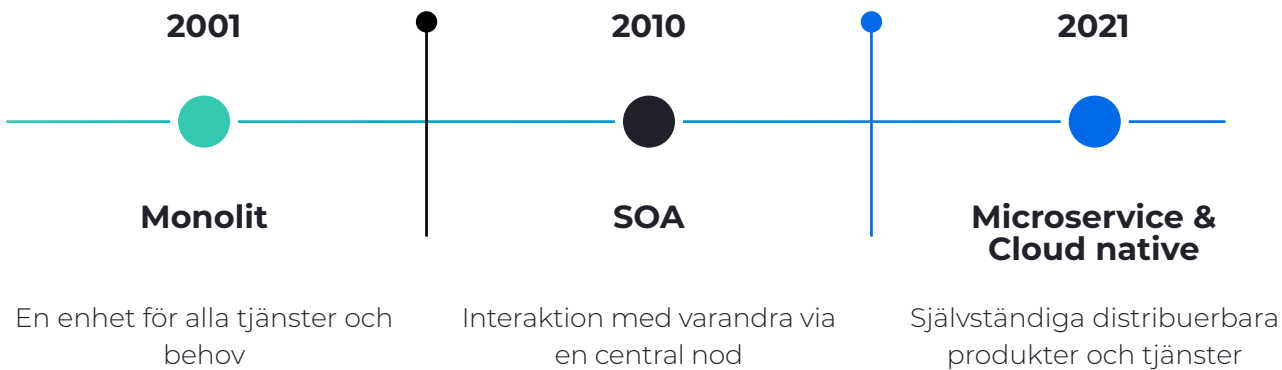 2001
Monolit
En enhet för alla tjänster och
behov
2010
SOA
Interaktion med varandra via
en central nod
2021
Microservice &
Cloud native
Självständiga distribuerbara
produkter och tjänster